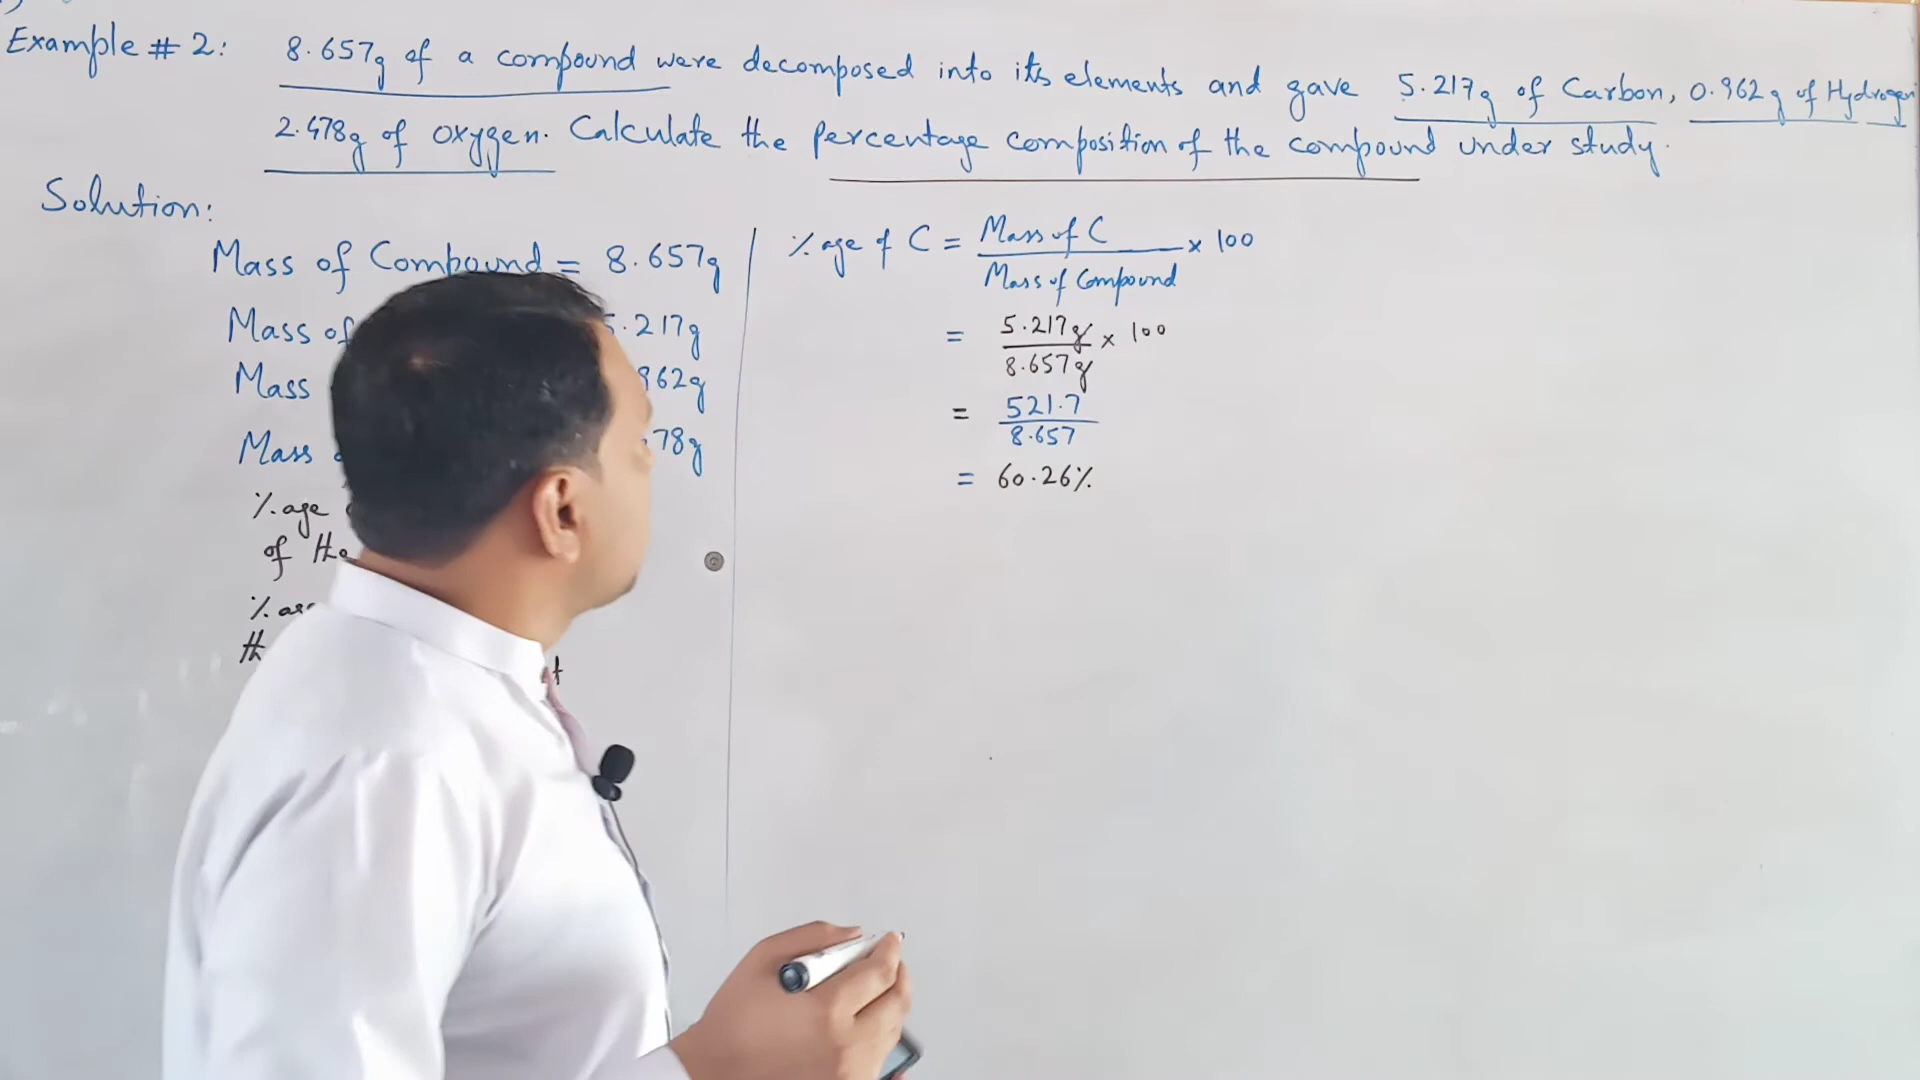 Example # 2: 8.657g of a compound were decomposed into its elements and gave 5.217g of Carbon, 0.962g of Hydrogen
2.478g of oxygen. Calculate the percentage composition of the compound under study.
Solution:
Mass of Compound = 8.657g
Mass of .217g
Mass 962g
Mass 78g
%age
of the
%age of C = Mass of C / Mass of Compound × 100
= 5.217g / 8.657g × 100
= 521.7 / 8.657
= 60.26%